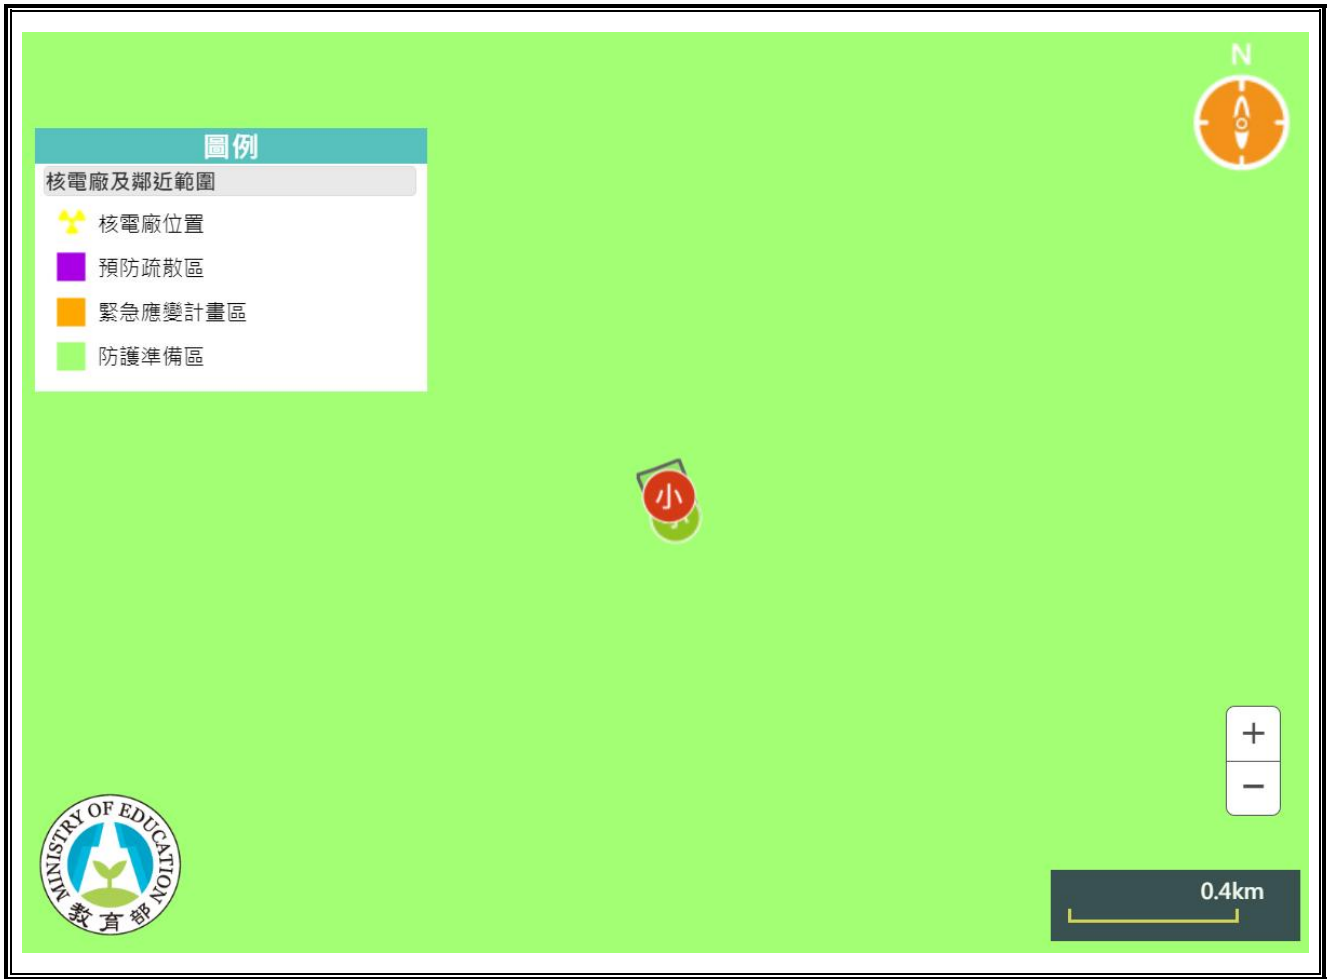 N
圖例
核電廠及鄰近範圍
核電廠位置
預防疏散區
緊急應變計畫區
防護準備區
小
MINISTRY OF EDUCATION
教育部
+
−
0.4km